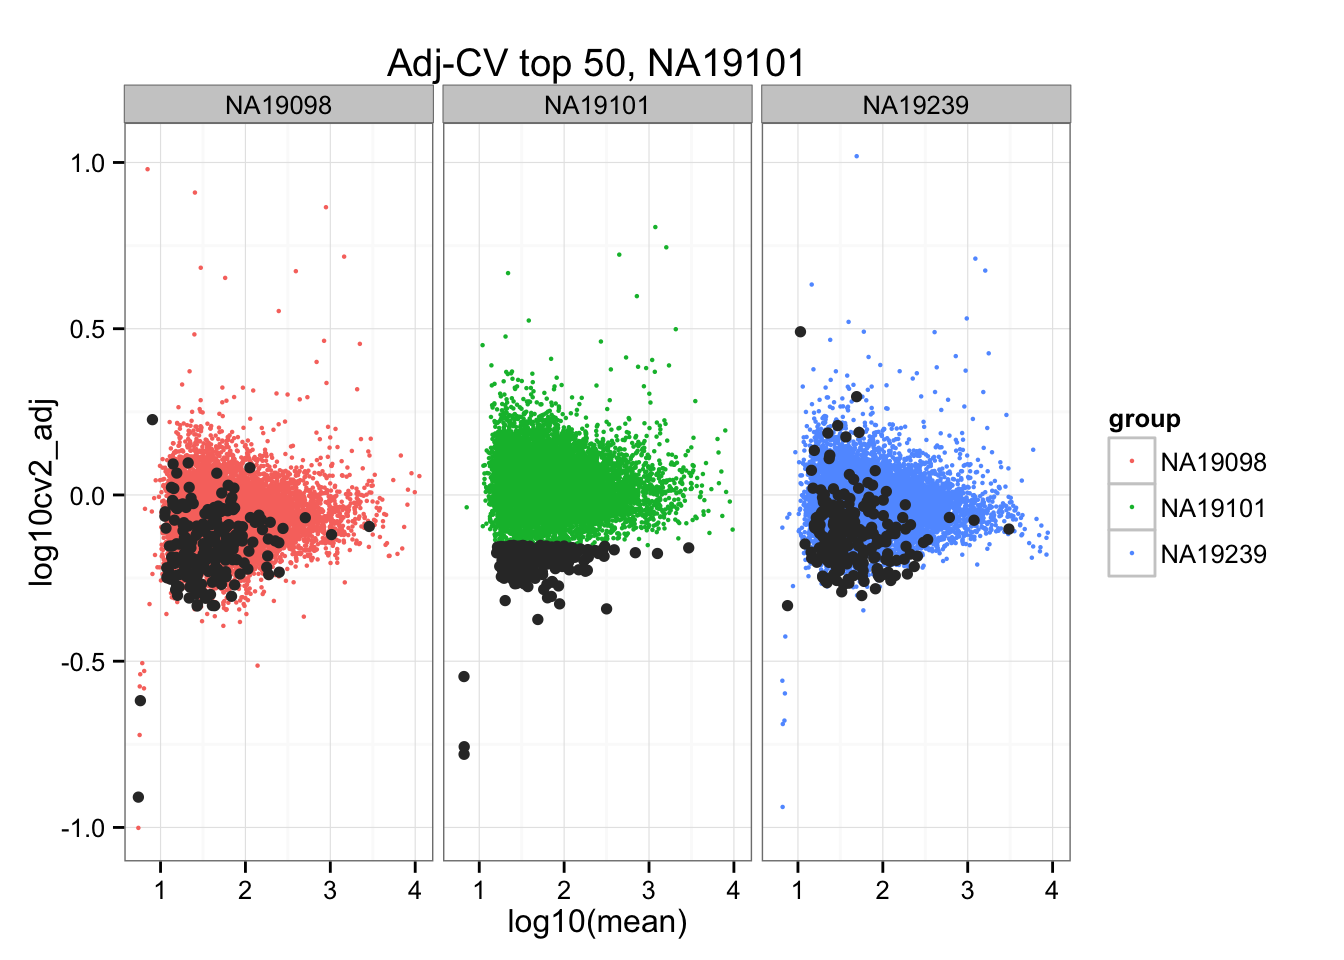 Adj-CV top 50, NA19101
NA19098 NA19101 NA19239
1.0
0.5
0.0
-0.5
-1.0
log10cv2_adj
1 2 3 4 1 2 3 4 1 2 3 4
log10(mean)
group
NA19098
NA19101
NA19239